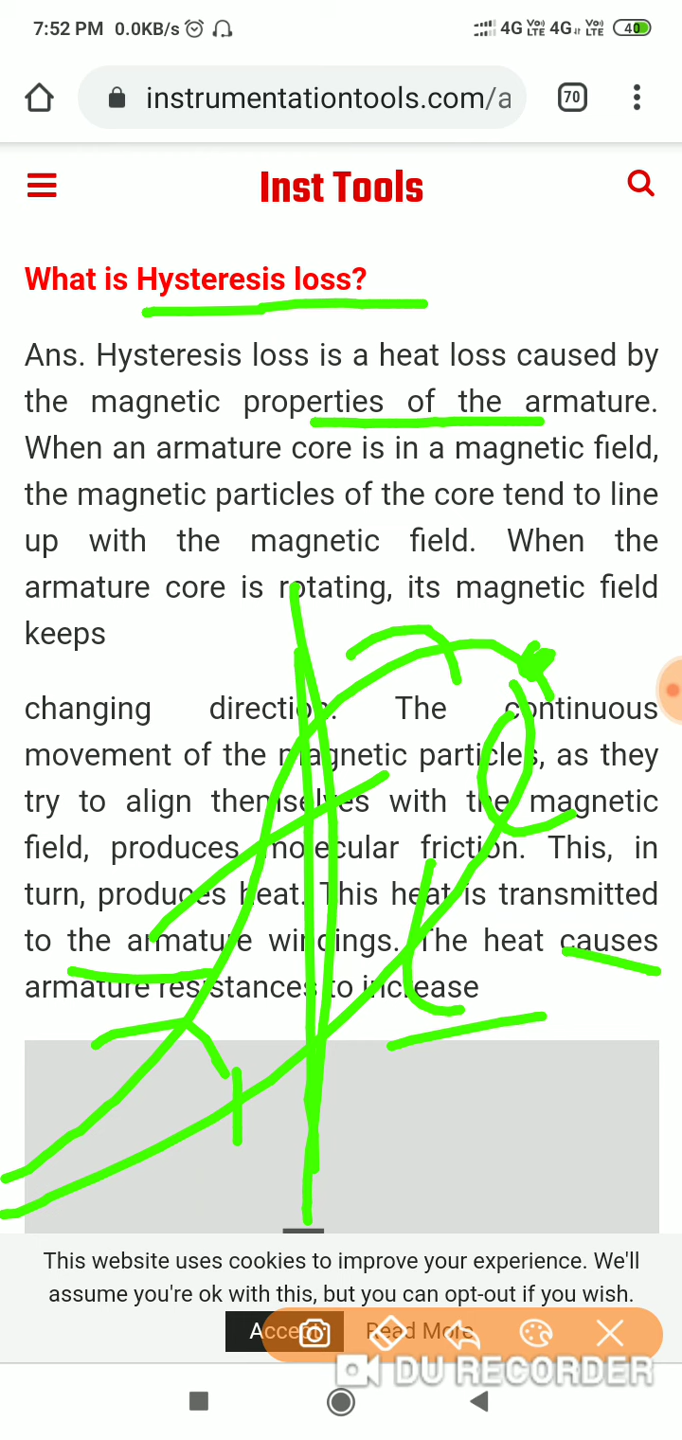 7:52 PM 0.0KB/s 4G Vo) LTE 4G Vo) LTE 40
instrumentationtools.com/a 70
Inst Tools
What is Hysteresis loss?
Ans. Hysteresis loss is a heat loss caused by
the magnetic properties of the armature.
When an armature core is in a magnetic field,
the magnetic particles of the core tend to line
up with the magnetic field. When the
armature core is rotating, its magnetic field
keeps
changing direction. The continuous
movement of the magnetic particles, as they
try to align themselves with the magnetic
field, produces molecular friction. This, in
turn, produces heat. This heat is transmitted
to the armature windings. The heat causes
armature resistances to increase
This website uses cookies to improve your experience. We'll
assume you're ok with this, but you can opt-out if you wish.
Accept Read More
DU RECORDER